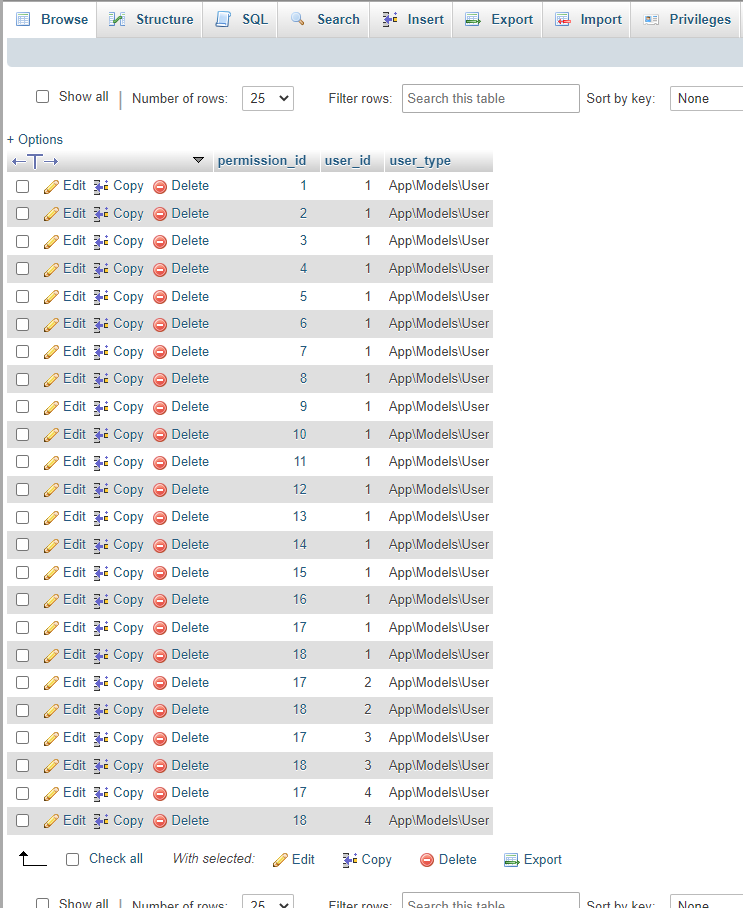 Browse Structure SQL Search Insert Export Import Privileges
Show all Number of rows: 25 Filter rows: Search this table Sort by key: None
+ Options
←T→ permission_id user_id user_type
Edit Copy Delete 1 1 App\Models\User
Edit Copy Delete 2 1 App\Models\User
Edit Copy Delete 3 1 App\Models\User
Edit Copy Delete 4 1 App\Models\User
Edit Copy Delete 5 1 App\Models\User
Edit Copy Delete 6 1 App\Models\User
Edit Copy Delete 7 1 App\Models\User
Edit Copy Delete 8 1 App\Models\User
Edit Copy Delete 9 1 App\Models\User
Edit Copy Delete 10 1 App\Models\User
Edit Copy Delete 11 1 App\Models\User
Edit Copy Delete 12 1 App\Models\User
Edit Copy Delete 13 1 App\Models\User
Edit Copy Delete 14 1 App\Models\User
Edit Copy Delete 15 1 App\Models\User
Edit Copy Delete 16 1 App\Models\User
Edit Copy Delete 17 1 App\Models\User
Edit Copy Delete 18 1 App\Models\User
Edit Copy Delete 17 2 App\Models\User
Edit Copy Delete 18 2 App\Models\User
Edit Copy Delete 17 3 App\Models\User
Edit Copy Delete 18 3 App\Models\User
Edit Copy Delete 17 4 App\Models\User
Edit Copy Delete 18 4 App\Models\User
Check all With selected: Edit Copy Delete Export
Show all Number of rows: 25 Filter rows: Search this table Sort by key: None